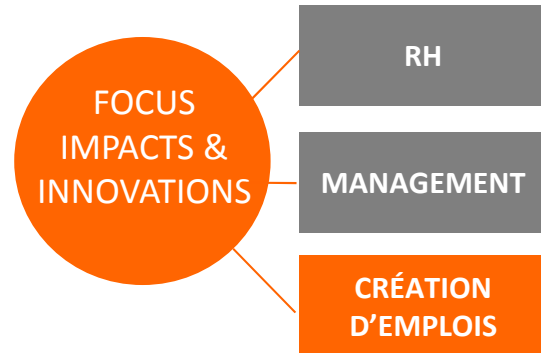 FOCUS
IMPACTS &
INNOVATIONS
RH
MANAGEMENT
CRÉATION
D’EMPLOIS